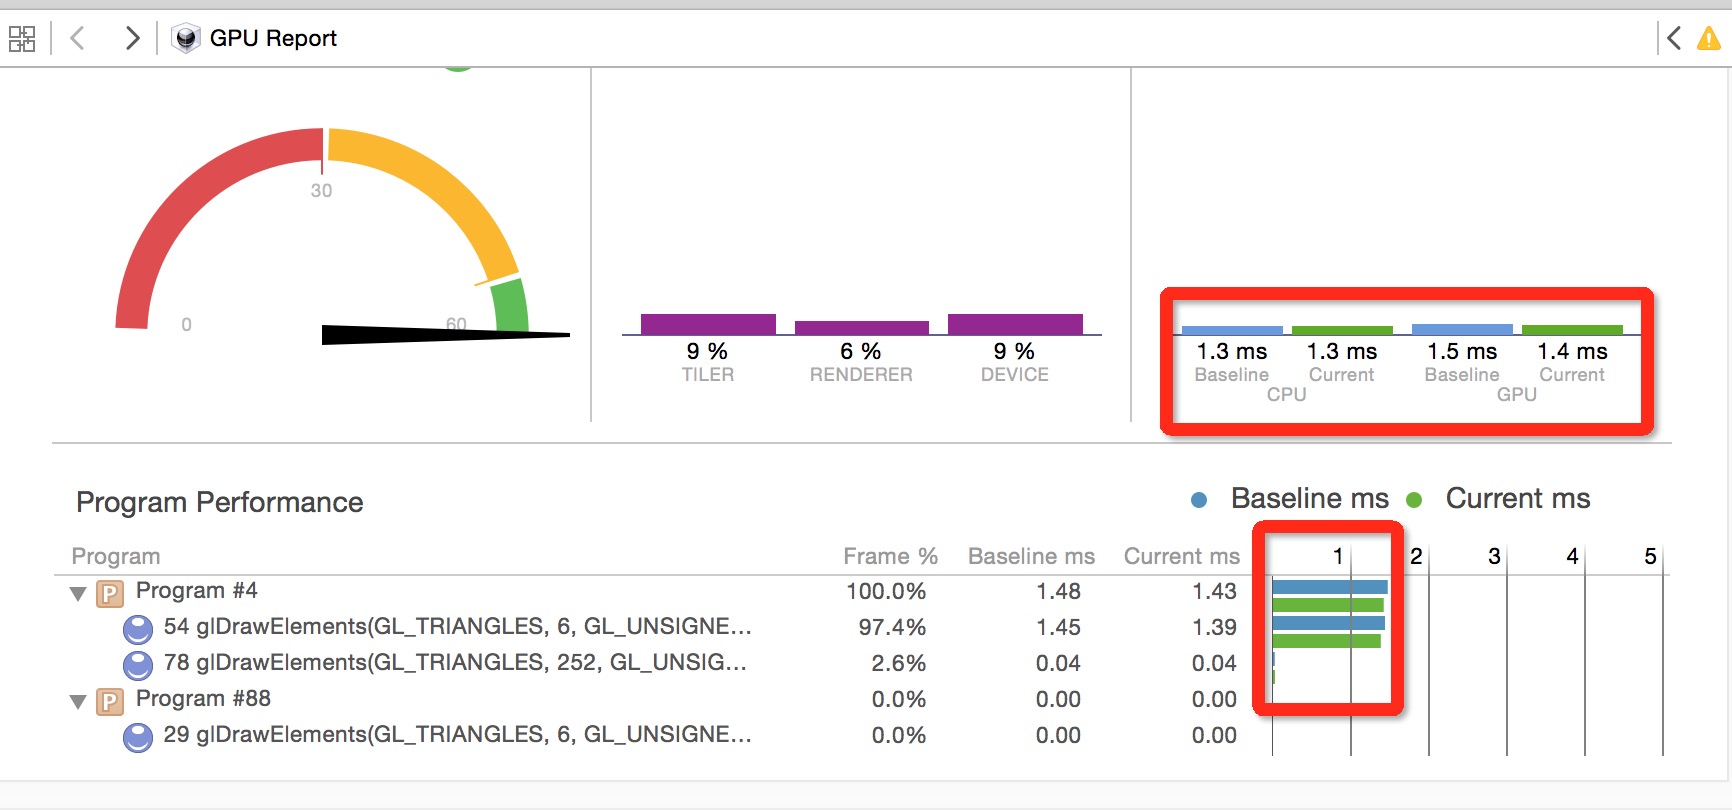 GPU Report
30
0
60
9 % 6 % 9 %
TILER RENDERER DEVICE
1.3 ms 1.3 ms 1.5 ms 1.4 ms
Baseline Current Baseline Current
CPU GPU
Program Performance
Baseline ms Current ms
Program Frame % Baseline ms Current ms 1 2 3 4 5
P Program #4 100.0% 1.48 1.43
54 glDrawElements(GL_TRIANGLES, 6, GL_UNSIGNE... 97.4% 1.45 1.39
78 glDrawElements(GL_TRIANGLES, 252, GL_UNSIG... 2.6% 0.04 0.04
P Program #88 0.0% 0.00 0.00
29 glDrawElements(GL_TRIANGLES, 6, GL_UNSIGNE... 0.0% 0.00 0.00